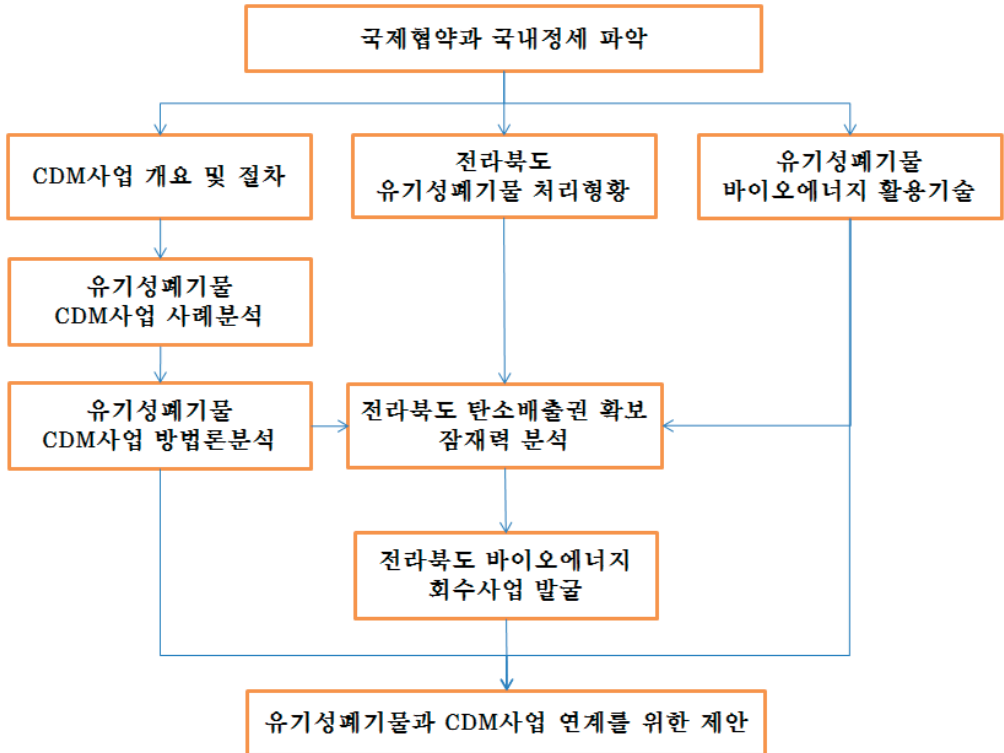 국제협약과 국내정세 파악
CDM사업 개요 및 절차
전라북도
유기성폐기물 처리형황
유기성폐기물
바이오에너지 활용기술
유기성폐기물
CDM사업 사례분석
유기성폐기물
CDM사업 방법론분석
전라북도 탄소배출권 확보
잠재력 분석
전라북도 바이오에너지
회수사업 발굴
유기성폐기물과 CDM사업 연계를 위한 제안